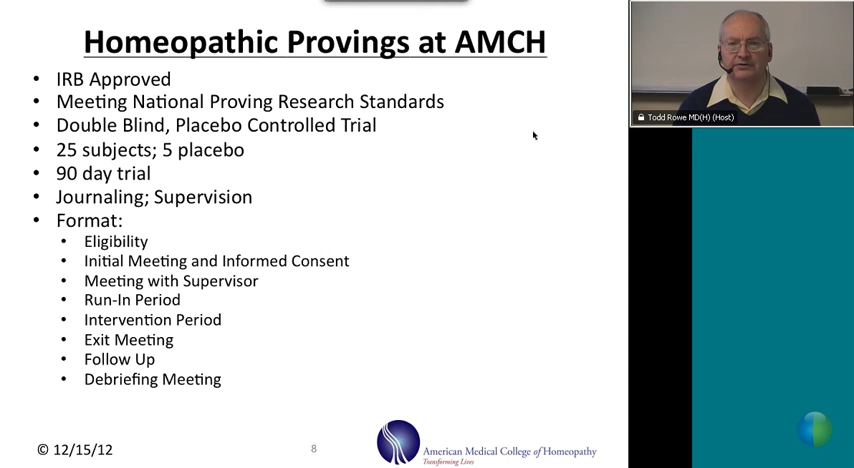 Homeopathic Provings at AMCH
• IRB Approved
• Meeting National Proving Research Standards
• Double Blind, Placebo Controlled Trial
• 25 subjects; 5 placebo
• 90 day trial
• Journaling; Supervision
• Format:
• Eligibility
• Initial Meeting and Informed Consent
• Meeting with Supervisor
• Run-In Period
• Intervention Period
• Exit Meeting
• Follow Up
• Debriefing Meeting
© 12/15/12
8
American Medical College of Homeopathy
Transforming Lives
Todd Rowe MD(H) (Host)